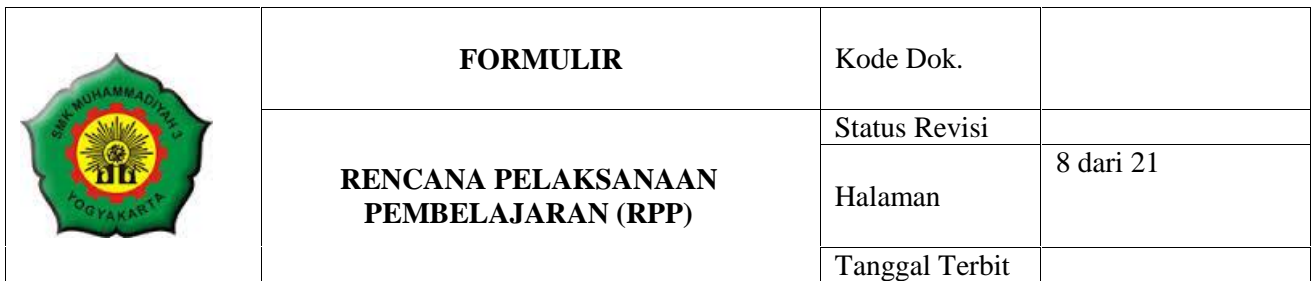 SMK MUHAMMADIYAH 3
YOGYAKARTA
FORMULIR
Kode Dok.
RENCANA PELAKSANAAN
PEMBELAJARAN (RPP)
Status Revisi
Halaman
8 dari 21
Tanggal Terbit